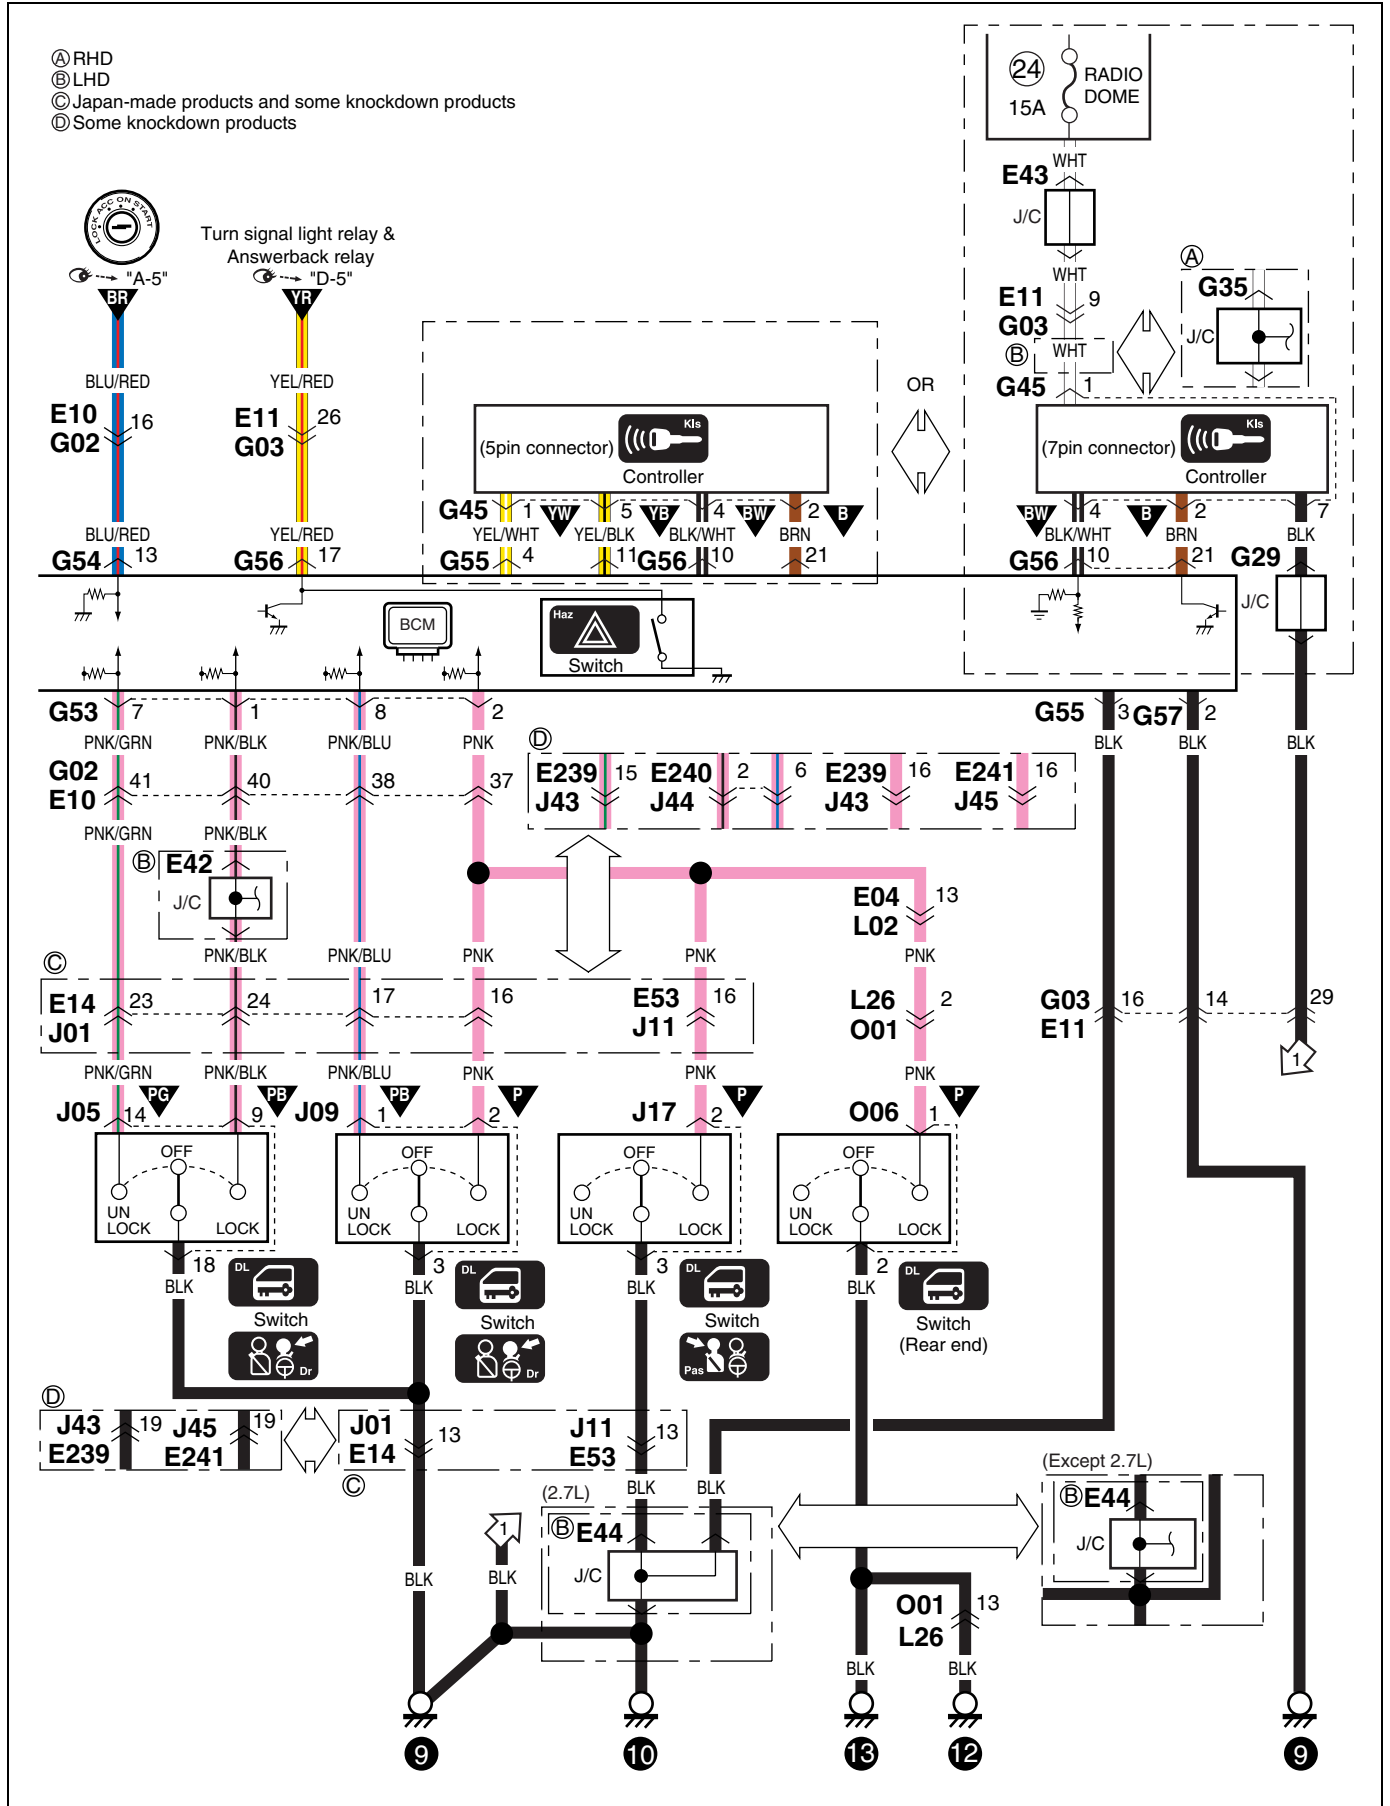 Ⓐ RHD
Ⓑ LHD
Ⓒ Japan-made products and some knockdown products
Ⓓ Some knockdown products
24
15A
RADIO
DOME
WHT
E43
J/C
WHT
E11 9
G03
Ⓑ WHT
G45 1
Ⓐ
G35
J/C
LOCK ACC ON START
"A-5"
BR
Turn signal light relay &
Answerback relay
"D-5"
YR
BLU/RED YEL/RED
E10 16
G02
E11 26
G03
BLU/RED YEL/RED
G54 13
G56 17
(5pin connector)
KIs
Controller
G45 1 YW 5 YB 4 BW 2 B
YEL/WHT YEL/BLK BLK/WHT BRN
G55 4 11 G56 10 21
OR
(7pin connector)
KIs
Controller
BW 4 B 2 7
BLK/WHT BRN BLK
G56 10 21 G29
J/C
BCM
Haz
Switch
G53 7 1 8 2
PNK/GRN PNK/BLK PNK/BLU PNK
G02 41 40 38 37
E10
PNK/GRN PNK/BLK
Ⓑ E42
J/C
PNK/BLK PNK/BLU PNK PNK PNK
Ⓓ
E239 15 E240 2 6 E239 16 E241 16
J43 J44 J43 J45
G55 3 G57 2
BLK BLK BLK
E04 13
L02
Ⓒ
E14 23 24 17 16 E53 16
J01 J11
L26 2
O01
G03 16 14 29
E11
1
PNK/GRN PNK/BLK PNK/BLU PNK PNK PNK
PG PB PB P P P
J05 14 9 J09 1 2 J17 2 O06 1
OFF OFF OFF OFF
UN UN UN UN
LOCK LOCK LOCK LOCK LOCK LOCK LOCK LOCK
18 3 3 2
BLK BLK BLK BLK
DL DL DL DL
Switch Switch Switch
Switch
(Rear end)
Dr Dr Pas
Ⓓ
J43 19 J45 19
E239 E241
J01 13 J11 13
E14 E53
Ⓒ
BLK BLK
(2.7L)
Ⓑ E44
J/C
1
BLK BLK
(Except 2.7L)
Ⓑ E44
J/C
O01 13
L26
BLK BLK
9 10 13 12 9